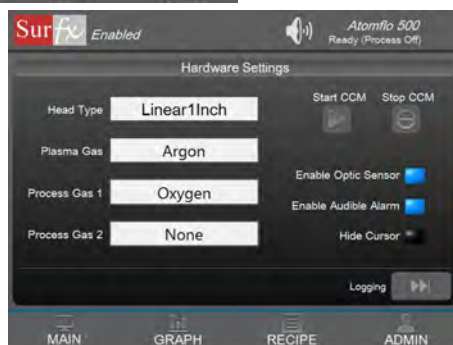 Surfx Enabled
Atomflo 500
Ready (Process Off)
Hardware Settings
Head Type Linear1Inch
Plasma Gas Argon
Process Gas 1 Oxygen
Process Gas 2 None
Start CCM Stop CCM
Enable Optic Sensor
Enable Audible Alarm
Hide Cursor
Logging
MAIN GRAPH RECIPE ADMIN